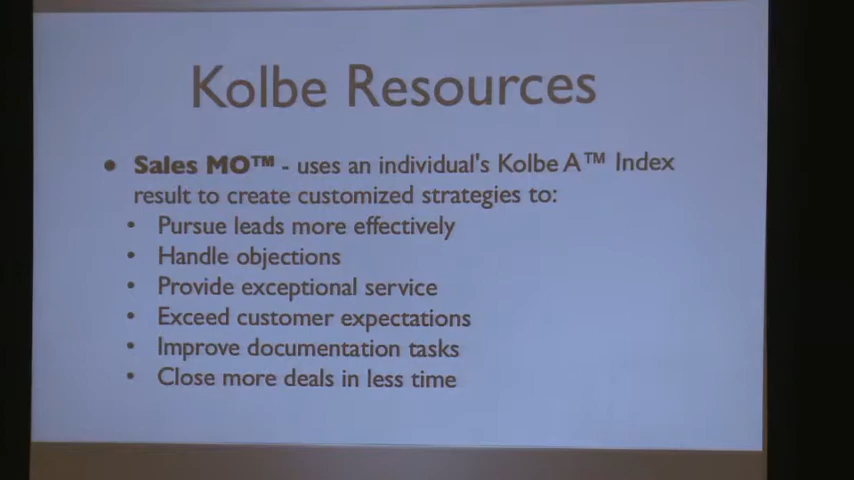 Kolbe Resources
• Sales MO™ - uses an individual's Kolbe A™ Index
result to create customized strategies to:
• Pursue leads more effectively
• Handle objections
• Provide exceptional service
• Exceed customer expectations
• Improve documentation tasks
• Close more deals in less time